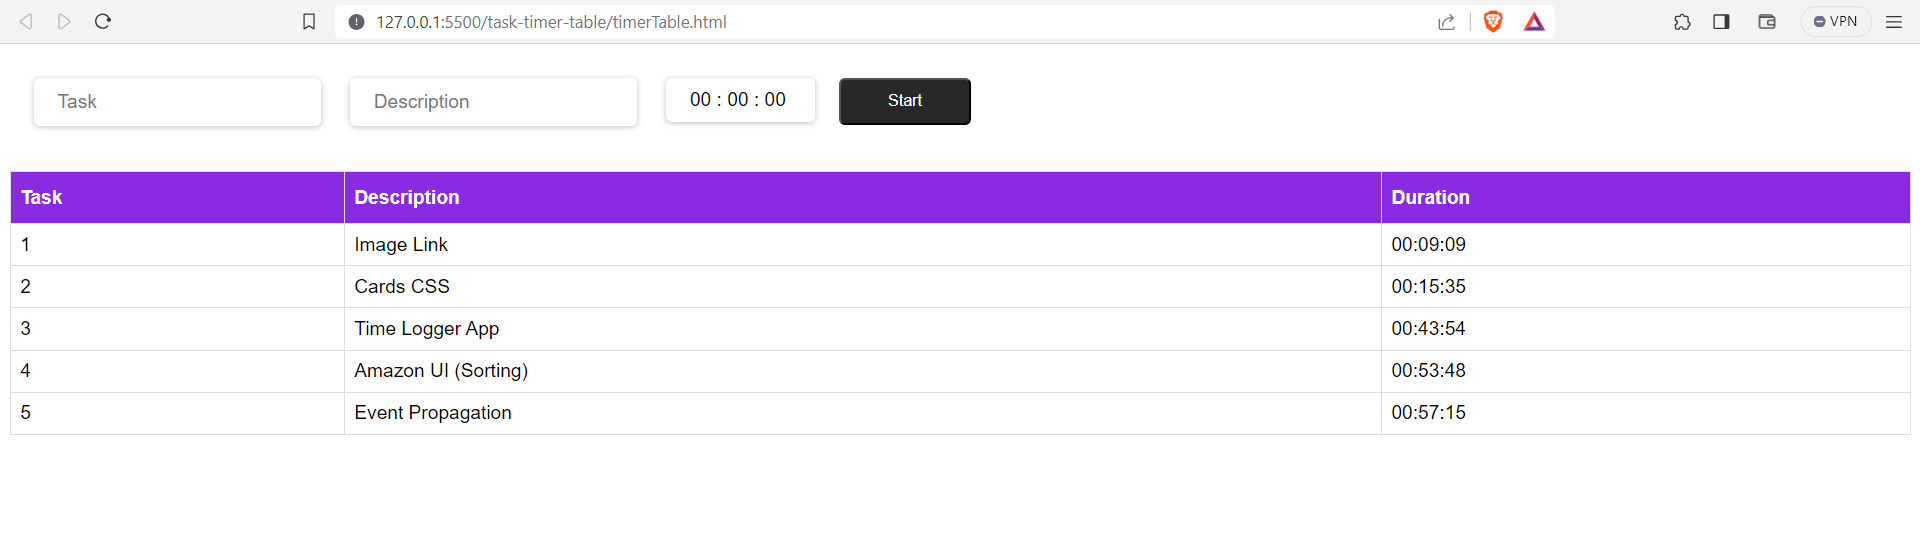 127.0.0.1:5500/task-timer-table/timerTable.html VPN
Task Description 00 : 00 : 00 Start
Task Description Duration
1 Image Link 00:09:09
2 Cards CSS 00:15:35
3 Time Logger App 00:43:54
4 Amazon UI (Sorting) 00:53:48
5 Event Propagation 00:57:15